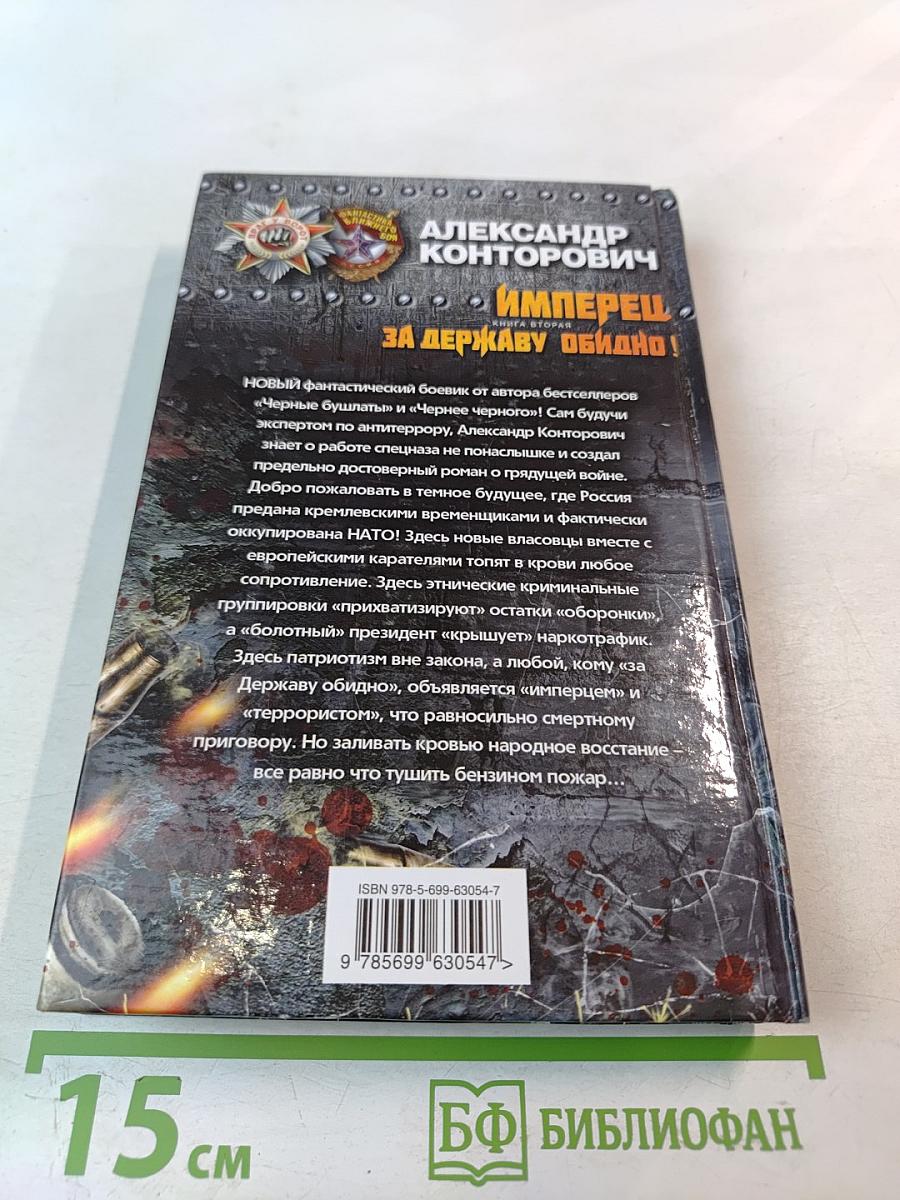 ФАНТАСТИКА
БЛИЖНЕГО БОЯ
АЛЕКСАНДР
КОНТОРОВИЧ
ИМПЕРЕЦ
КНИГА ВТОРАЯ
ЗА ДЕРЖАВУ ОБИДНО!
НОВЫЙ фантастический боевик от автора бестселлеров
«Черные бушлаты» и «Чернее черного»! Сам будучи
экспертом по антитеррору, Александр Конторович
знает о работе спецназа не понаслышке и создал
предельно достоверный роман о грядущей войне.
Добро пожаловать в темное будущее, где Россия
предана кремлевскими временщиками и фактически
оккупирована НАТО! Здесь новые власовцы вместе с
европейскими карателями топят в крови любое
сопротивление. Здесь этнические криминальные
группировки «прихватизируют» остатки «оборонки»,
а «болотный» президент «крышует» наркотрафик.
Здесь патриотизм вне закона, а любой, кому «за
Державу обидно», объявляется «имперцем» и
«террористом», что равносильно смертному
приговору. Но заливать кровью народное восстание –
все равно что тушить бензином пожар...
ISBN 978-5-699-63054-7
9 785699 630547>
15 см
БФ БИБЛИОФАН